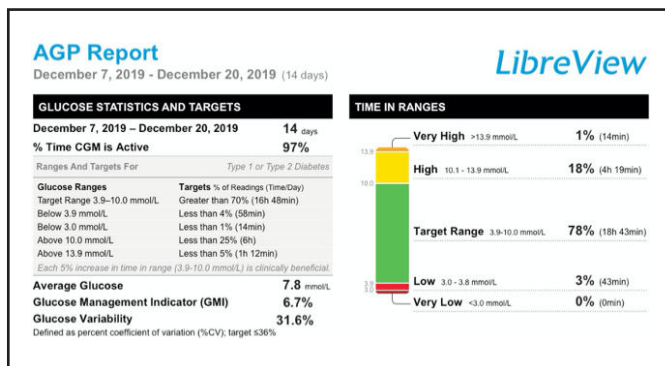 AGP Report
December 7, 2019 - December 20, 2019 (14 days)
LibreView
GLUCOSE STATISTICS AND TARGETS
December 7, 2019 – December 20, 2019 14 days
% Time CGM is Active 97%
Ranges And Targets For Type 1 or Type 2 Diabetes
Glucose Ranges Targets % of Readings (Time/Day)
Target Range 3.9–10.0 mmol/L Greater than 70% (16h 48min)
Below 3.9 mmol/L Less than 4% (58min)
Below 3.0 mmol/L Less than 1% (14min)
Above 10.0 mmol/L Less than 25% (6h)
Above 13.9 mmol/L Less than 5% (1h 12min)
Each 5% increase in time in range (3.9-10.0 mmol/L) is clinically beneficial.
Average Glucose 7.8 mmol/L
Glucose Management Indicator (GMI) 6.7%
Glucose Variability 31.6%
Defined as percent coefficient of variation (%CV); target ≤36%
TIME IN RANGES
Very High >13.9 mmol/L 1% (14min)
13.9
High 10.1 - 13.9 mmol/L 18% (4h 19min)
10.0
Target Range 3.9-10.0 mmol/L 78% (18h 43min)
Low 3.0 - 3.8 mmol/L 3% (43min)
3.9
3.0
Very Low <3.0 mmol/L 0% (0min)